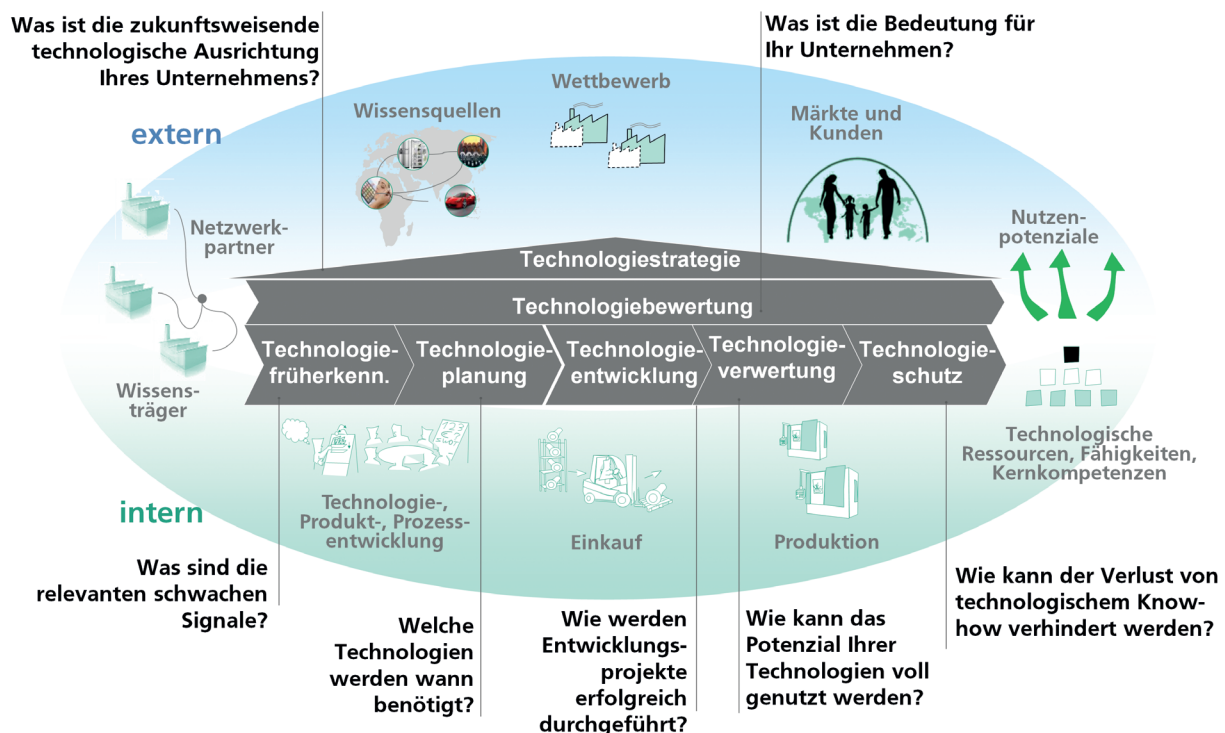 Was ist die zukunftsweisende
technologische Ausrichtung
Ihres Unternehmens?
Was ist die Bedeutung für
Ihr Unternehmen?
extern
Wissensquellen
Wettbewerb
Märkte und
Kunden
Netzwerk-
partner
Nutzen-
potenziale
Technologiestrategie
Technologiebewertung
Technologie-
früherkenn.
Technologie-
planung
Technologie-
entwicklung
Technologie-
verwertung
Technologie-
schutz
Wissens-
träger
Technologische
Ressourcen, Fähigkeiten,
Kernkompetenzen
intern
Technologie-,
Produkt-, Prozess-
entwicklung
Einkauf
Produktion
Was sind die
relevanten schwachen
Signale?
Welche
Technologien
werden wann
benötigt?
Wie werden
Entwicklungs-
projekte
erfolgreich
durchgeführt?
Wie kann das
Potenzial Ihrer
Technologien voll
genutzt werden?
Wie kann der Verlust von
technologischem Know-
how verhindert werden?